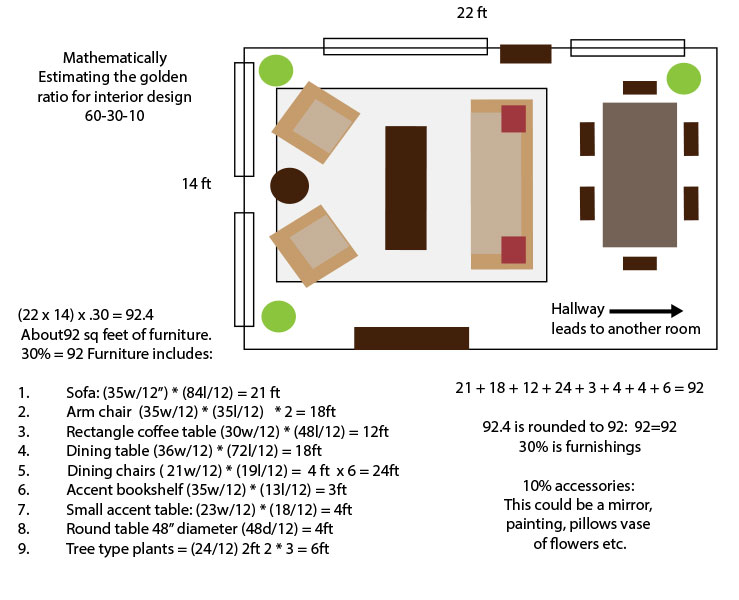 22 ft
Mathematically
Estimating the golden
ratio for interior design
60-30-10
14 ft
Hallway
leads to another room
(22 x 14) x .30 = 92.4
About92 sq feet of furniture.
30% = 92 Furniture includes:
1. Sofa: (35w/12”) * (84l/12) = 21 ft
2. Arm chair (35w/12) * (35l/12) * 2 = 18ft
3. Rectangle coffee table (30w/12) * (48l/12) = 12ft
4. Dining table (36w/12) * (72l/12) = 18ft
5. Dining chairs ( 21w/12) * (19l/12) = 4 ft x 6 = 24ft
6. Accent bookshelf (35w/12) * (13l/12) = 3ft
7. Small accent table: (23w/12) * (18/12) = 4ft
8. Round table 48” diameter (48d/12) = 4ft
9. Tree type plants = (24/12) 2ft 2 * 3 = 6ft
21 + 18 + 12 + 24 + 3 + 4 + 4 + 6 = 92
92.4 is rounded to 92: 92=92
30% is furnishings
10% accessories:
This could be a mirror,
painting, pillows vase
of flowers etc.